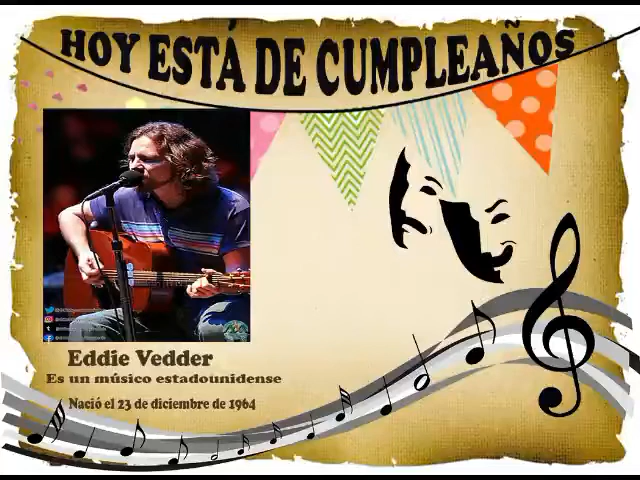 HOY ESTÁ DE CUMPLEAÑOS
Eddie Vedder
Es un músico estadounidense
Nació el 23 de diciembre de 1964